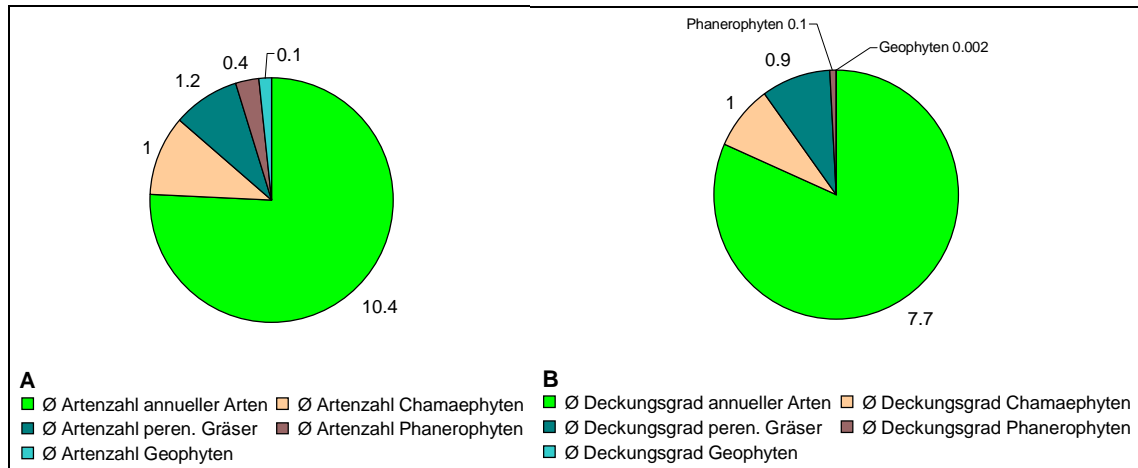 0.1
0.4
1.2
1
10.4
A
Ø Artenzahl annueller Arten
Ø Artenzahl Chamaephyten
Ø Artenzahl peren. Gräser
Ø Artenzahl Phanerophyten
Ø Artenzahl Geophyten
Phanerophyten 0.1
Geophyten 0.002
0.9
1
7.7
B
Ø Deckungsgrad annueller Arten
Ø Deckungsgrad Chamaephyten
Ø Deckungsgrad peren. Gräser
Ø Deckungsgrad Phanerophyten
Ø Deckungsgrad Geophyten